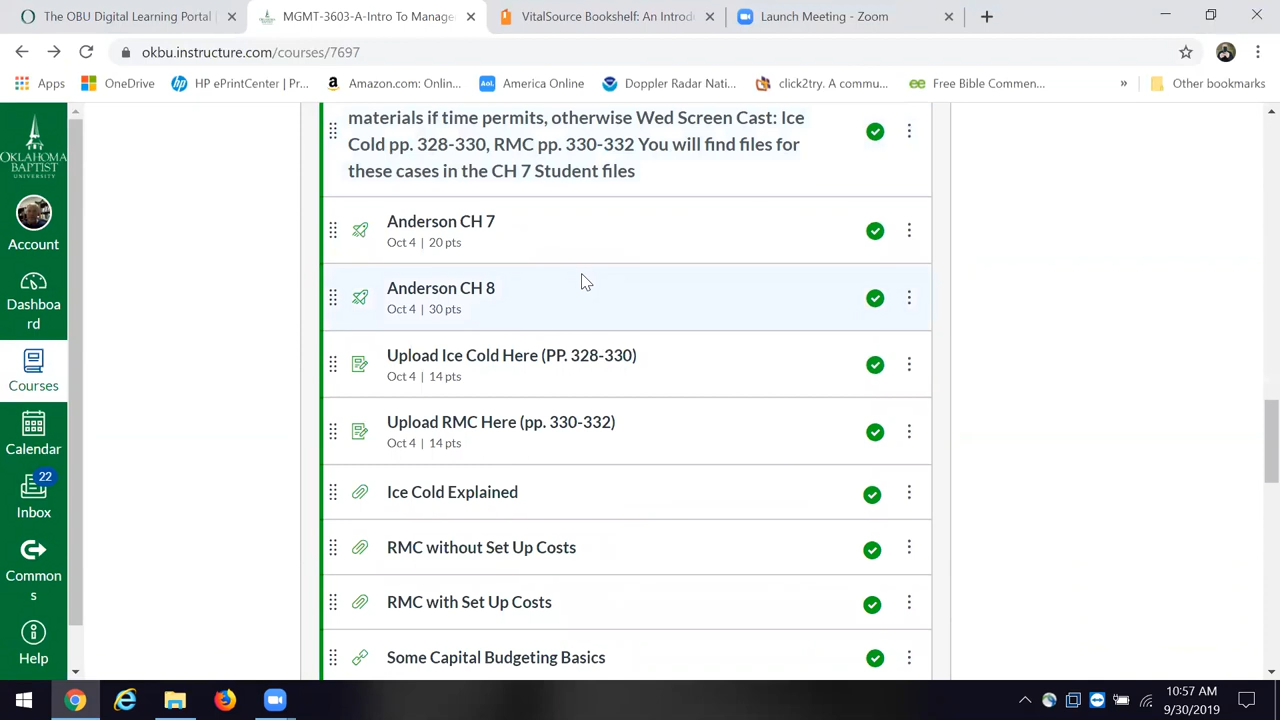 The OBU Digital Learning Portal
MGMT-3603-A-Intro To Manage
VitalSource Bookshelf: An Introd
Launch Meeting - Zoom
okbu.instructure.com/courses/7697
Apps
OneDrive
HP ePrintCenter | Pr...
Amazon.com: Onlin...
America Online
Doppler Radar Nati...
click2try. A commu...
Free Bible Commen...
»
Other bookmarks
OKLAHOMA
BAPTIST
UNIVERSITY
Account
Dashboa
rd
Courses
Calendar
22
Inbox
Common
s
Help
materials if time permits, otherwise Wed Screen Cast: Ice
Cold pp. 328-330, RMC pp. 330-332 You will find files for
these cases in the CH 7 Student files
Anderson CH 7
Oct 4 | 20 pts
Anderson CH 8
Oct 4 | 30 pts
Upload Ice Cold Here (PP. 328-330)
Oct 4 | 14 pts
Upload RMC Here (pp. 330-332)
Oct 4 | 14 pts
Ice Cold Explained
RMC without Set Up Costs
RMC with Set Up Costs
Some Capital Budgeting Basics
10:57 AM
9/30/2019